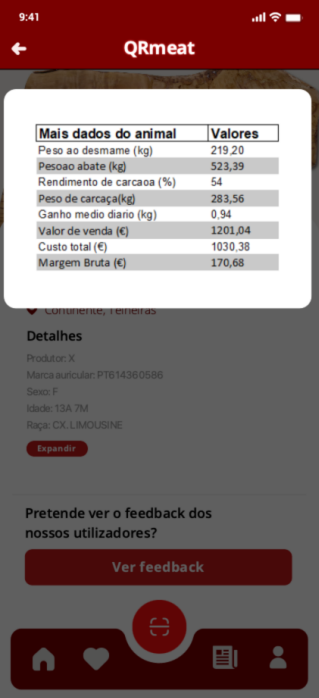 9:41
QRmeat
Mais dados do animal Valores
Peso ao desmame (kg) 219,20
Pesoao abate (kg) 523,39
Rendimento de carcaoa (%) 54
Peso de carcaça(kg) 283,56
Ganho medio diario (kg) 0,94
Valor de venda (€) 1201,04
Custo total (€) 1030,38
Margem Bruta (€) 170,68
Continente, Telheiras
Detalhes
Produtor: X
Marca auricular: PT614360586
Sexo: F
Idade: 13A 7M
Raça: CX.LIMOUSINE
Expandir
Pretende ver o feedback dos
nossos utilizadores?
Ver feedback